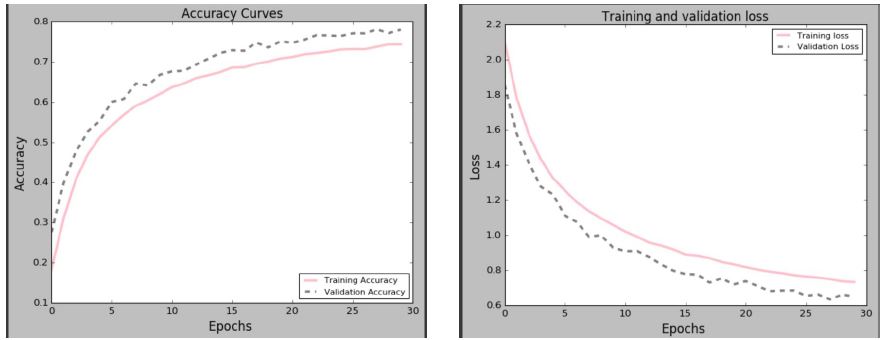 Accuracy Curves
0.8
0.7
0.6
0.5
0.4
0.3
0.2
0.1
Accuracy
Training Accuracy
Validation Accuracy
0 5 10 15 20 25 30
Epochs
Training and validation loss
2.2
2.0
1.8
1.6
1.4
1.2
1.0
0.8
0.6
Loss
Training loss
Validation Loss
0 5 10 15 20 25 30
Epochs